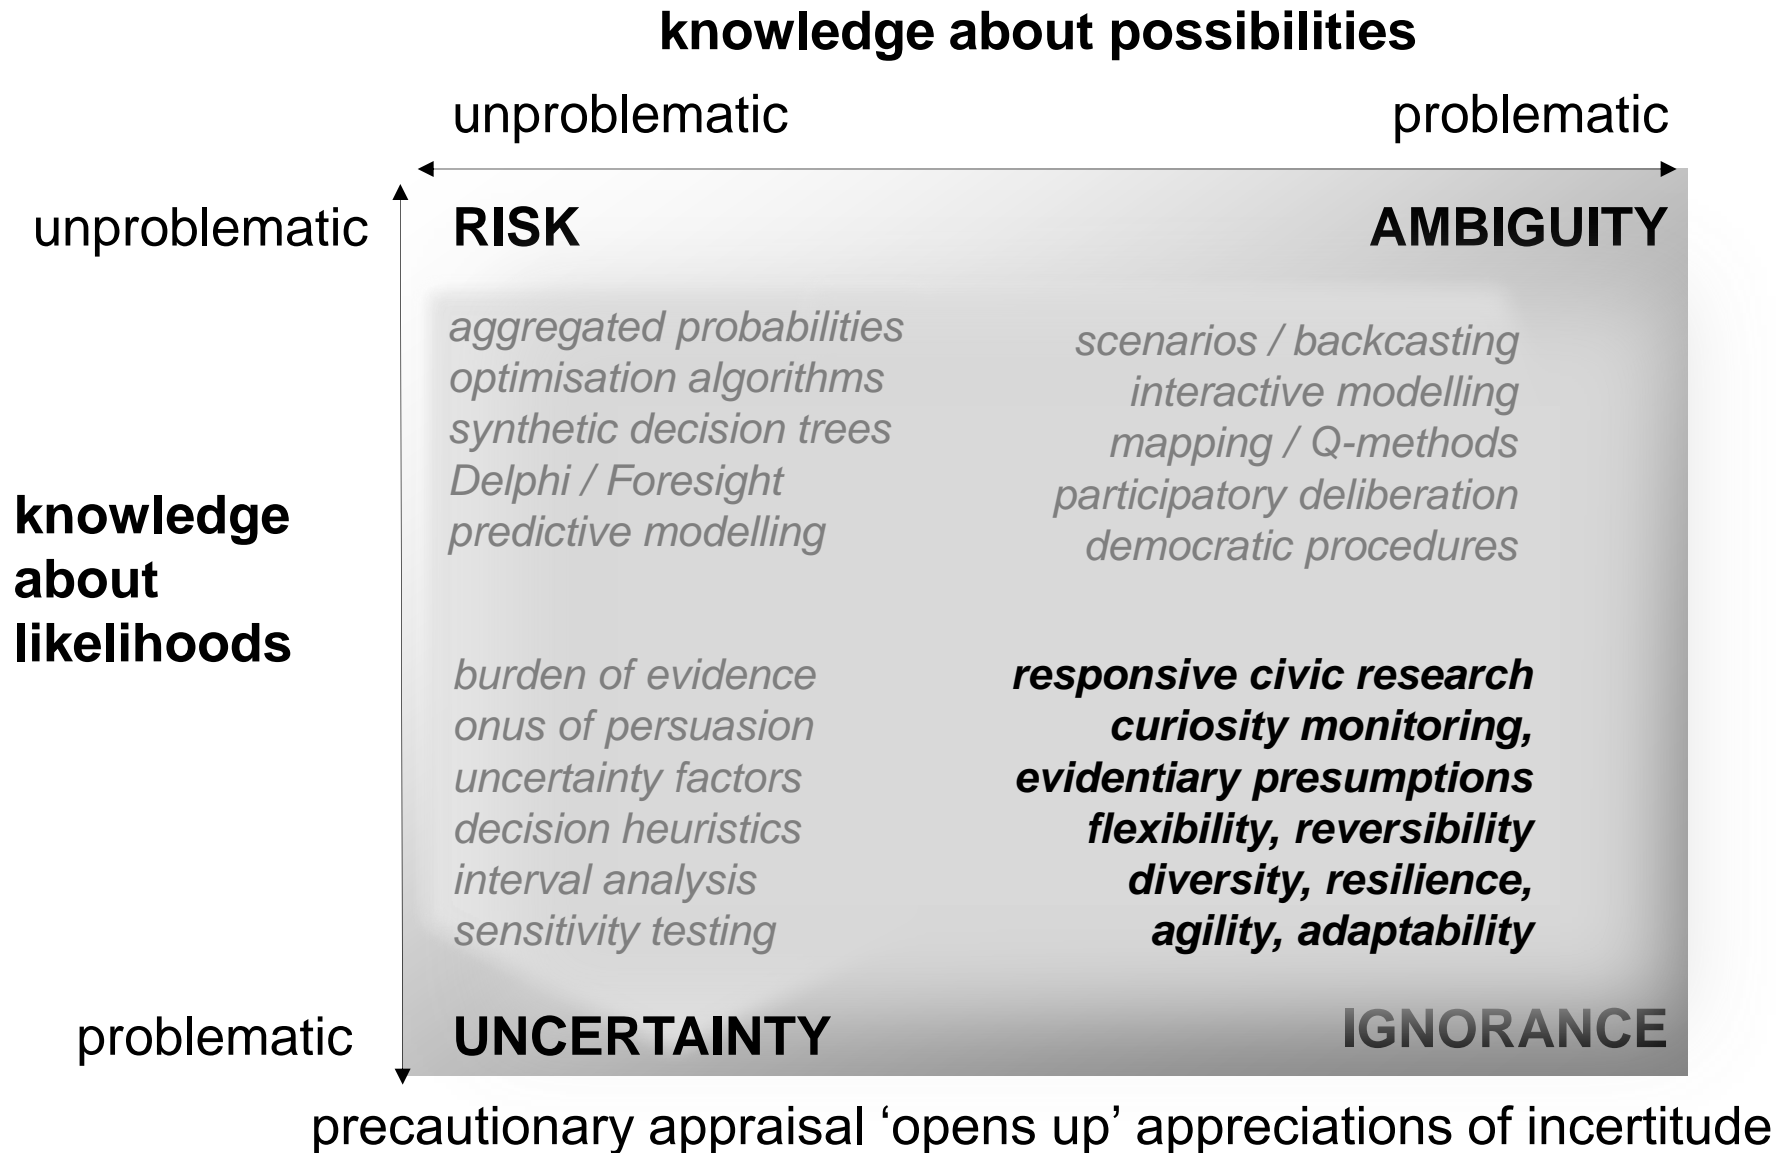 knowledge about possibilities
unproblematic problematic
unproblematic RISK AMBIGUITY
aggregated probabilities
optimisation algorithms
synthetic decision trees
Delphi / Foresight
predictive modelling
scenarios / backcasting
interactive modelling
mapping / Q-methods
participatory deliberation
democratic procedures
knowledge
about
likelihoods
burden of evidence
onus of persuasion
uncertainty factors
decision heuristics
interval analysis
sensitivity testing
responsive civic research
curiosity monitoring,
evidentiary presumptions
flexibility, reversibility
diversity, resilience,
agility, adaptability
problematic UNCERTAINTY IGNORANCE
precautionary appraisal ‘opens up’ appreciations of incertitude